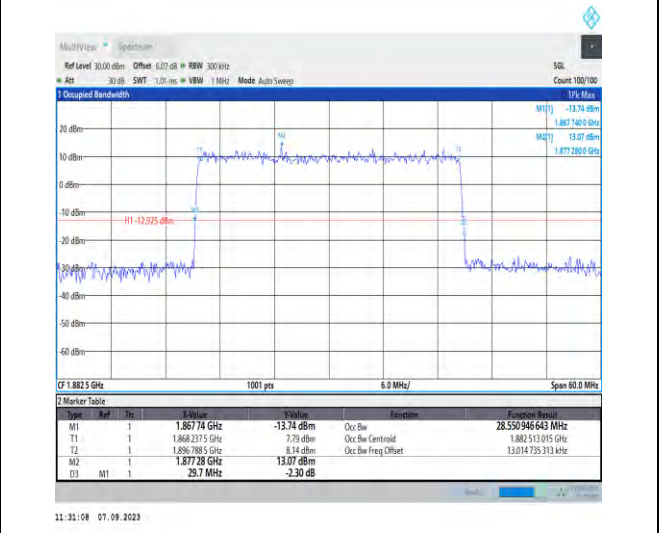 MultiView Spectrum
Ref Level 30.00 dBm Offset 6.07 dB RBW 300 kHz SGL
Att 30 dB SWT 1.01 ms VBW 1 MHz Mode Auto Sweep Count 100/100
1 Occupied Bandwidth 1Pk Max
M1[1] -13.74 dBm
1.867 740 0 GHz
M2[1] 13.07 dBm
1.877 280 0 GHz
20 dBm
M2
10 dBm
T1
0 dBm
-10 dBm
M1
H1 -12.925 dBm
-20 dBm
-30 dBm
-40 dBm
-50 dBm
-60 dBm
CF 1.882 5 GHz 1001 pts 6.0 MHz/ Span 60.0 MHz
2 Marker Table
Type Ref Trc X-Value Y-Value Function Function Result
M1 1 1.867 74 GHz -13.74 dBm Occ Bw 28.550 946 643 MHz
T1 1 1.868 237 5 GHz 7.79 dBm Occ Bw Centroid 1.882 513 015 GHz
T2 1 1.896 788 5 GHz 8.14 dBm Occ Bw Freq Offset 13.014 735 313 kHz
M2 1 1.877 28 GHz 13.07 dBm
D3 M1 1 29.7 MHz -2.30 dB
11:31:08 07.09.2023